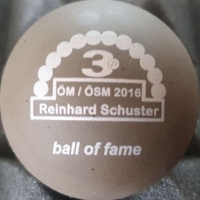 3
ÖM / ÖSM 2016
Reinhard Schuster
ball of fame